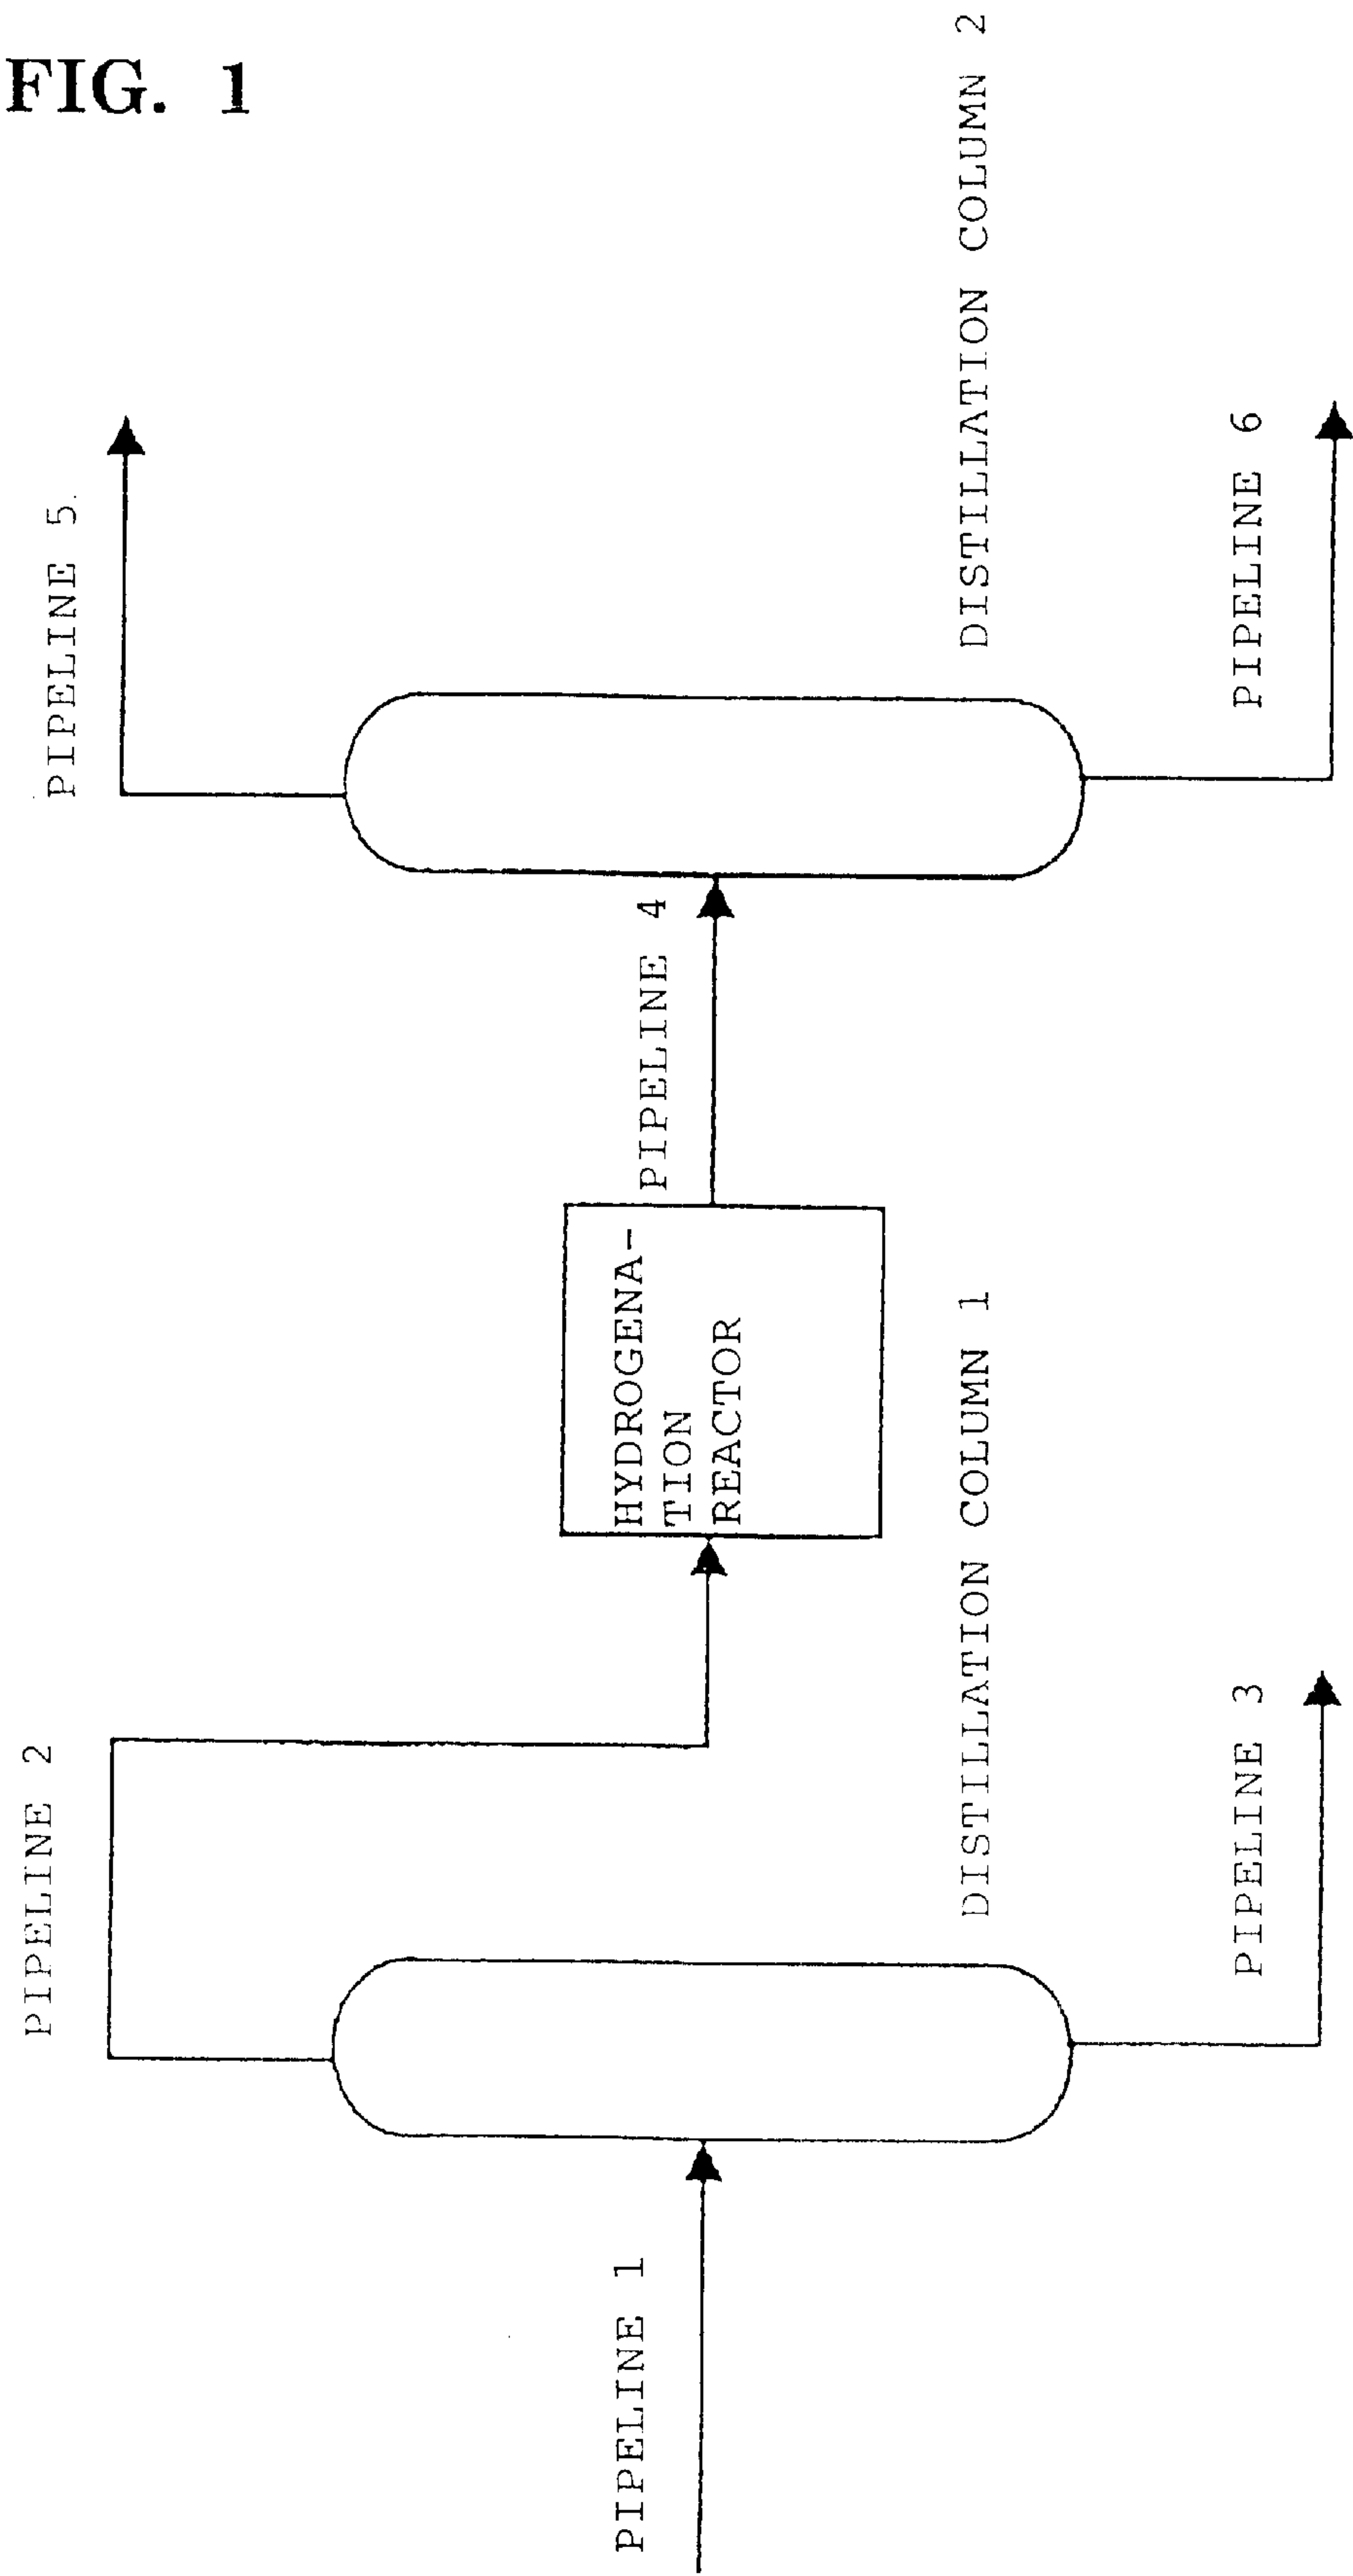 FIG. 1
PIPELINE 1
PIPELINE 2
PIPELINE 3
DISTILLATION COLUMN 1
HYDROGENA-
TION
REACTOR
PIPELINE 4
PIPELINE 5
DISTILLATION COLUMN 2
PIPELINE 6